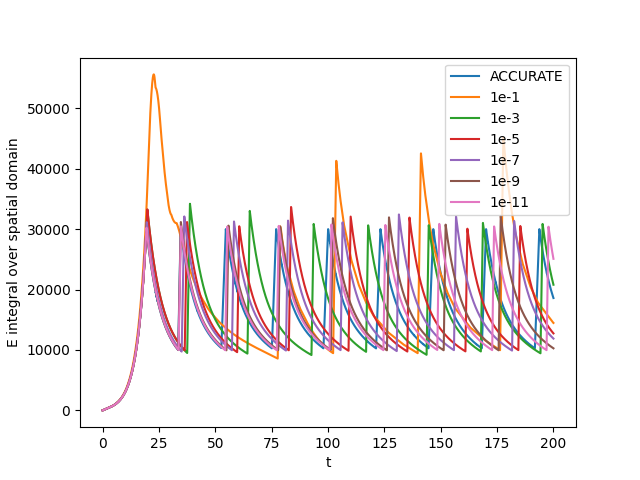 ACCURATE
1e-1
1e-3
1e-5
1e-7
1e-9
1e-11
50000
40000
30000
20000
10000
0
E integral over spatial domain
0 25 50 75 100 125 150 175 200
t